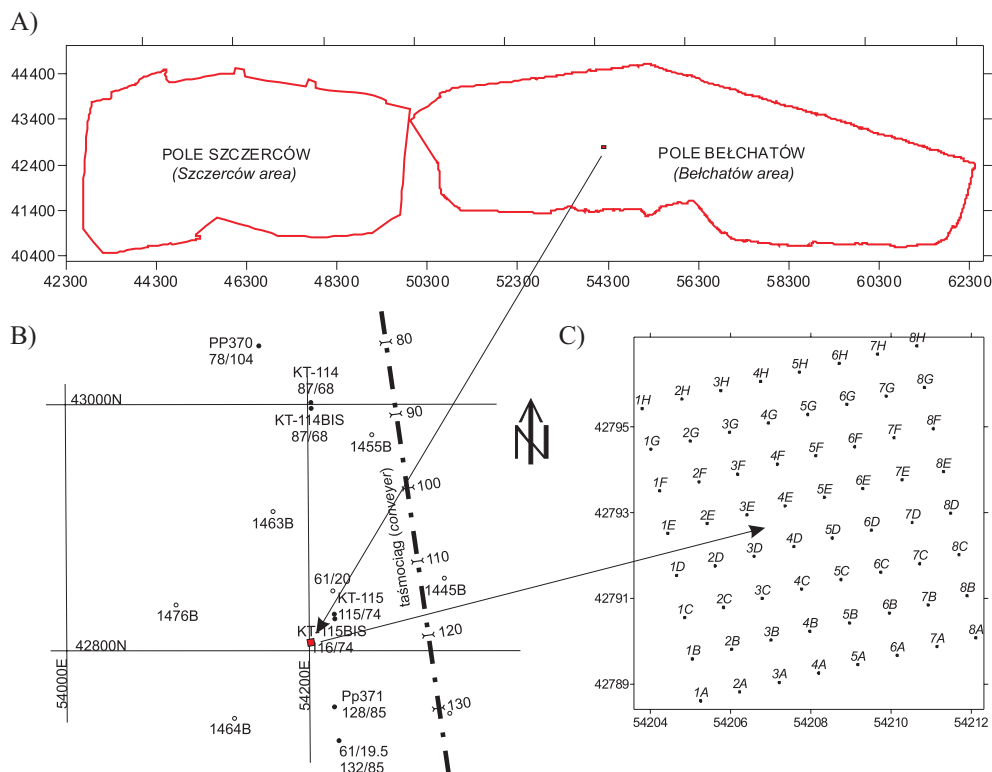 A)
44400
43400
42400
41400
40400
42300
44300
46300
48300
50300
52300
54300
56300
58300
60300
62300
POLE SZCZERCÓW
(Szczerców area)
POLE BEŁCHATÓW
(Bełchatów area)
B)
PP370
78/104
KT-114
87/68
43000N
KT-114BIS
87/68
1455B
1463B
61/20
KT-115
115/74
KT-115BIS
116/74
1445B
1476B
42800N
54000E
54200E
Pp371
128/85
1464B
61/19.5
132/85
80
90
100
110
120
130
taśmociąg (conveyer)
N
C)
42795
42793
42791
42789
54204
54206
54208
54210
54212
1H
2H
3H
4H
5H
6H
7H
8H
1G
2G
3G
4G
5G
6G
7G
8G
1F
2F
3F
4F
5F
6F
7F
8F
1E
2E
3E
4E
5E
6E
7E
8E
1D
2D
3D
4D
5D
6D
7D
8D
1C
2C
3C
4C
5C
6C
7C
8C
1B
2B
3B
4B
5B
6B
7B
8B
1A
2A
3A
4A
5A
6A
7A
8A